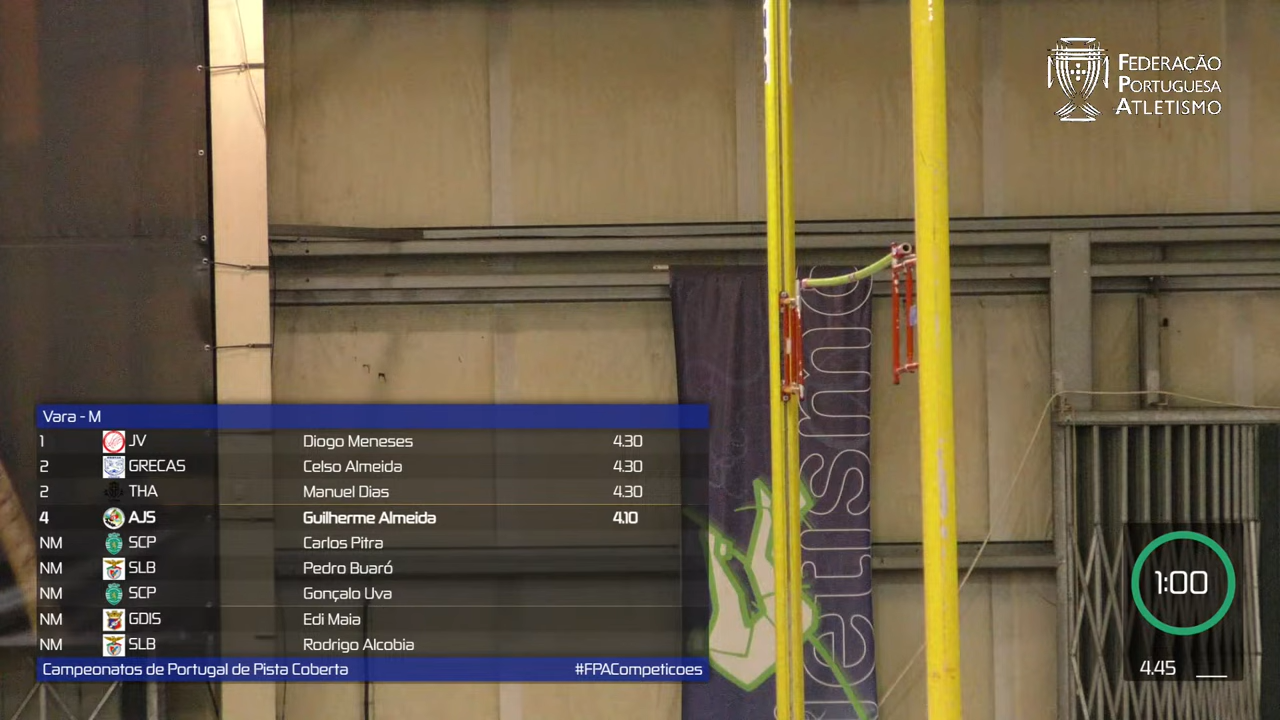 FEDERAÇÃO
PORTUGUESA
ATLETISMO
letismo
Vara - M
1 JV Diogo Meneses 4.30
2 GRECAS Celso Almeida 4.30
2 THA Manuel Dias 4.30
4 AJS Guilherme Almeida 4.10
NM SCP Carlos Pitra
NM SLB Pedro Buaró
NM SCP Gonçalo Uva
NM GDIS Edi Maia
NM SLB Rodrigo Alcobia
Campeonatos de Portugal de Pista Coberta #FPACompeticoes
1:00
4.45